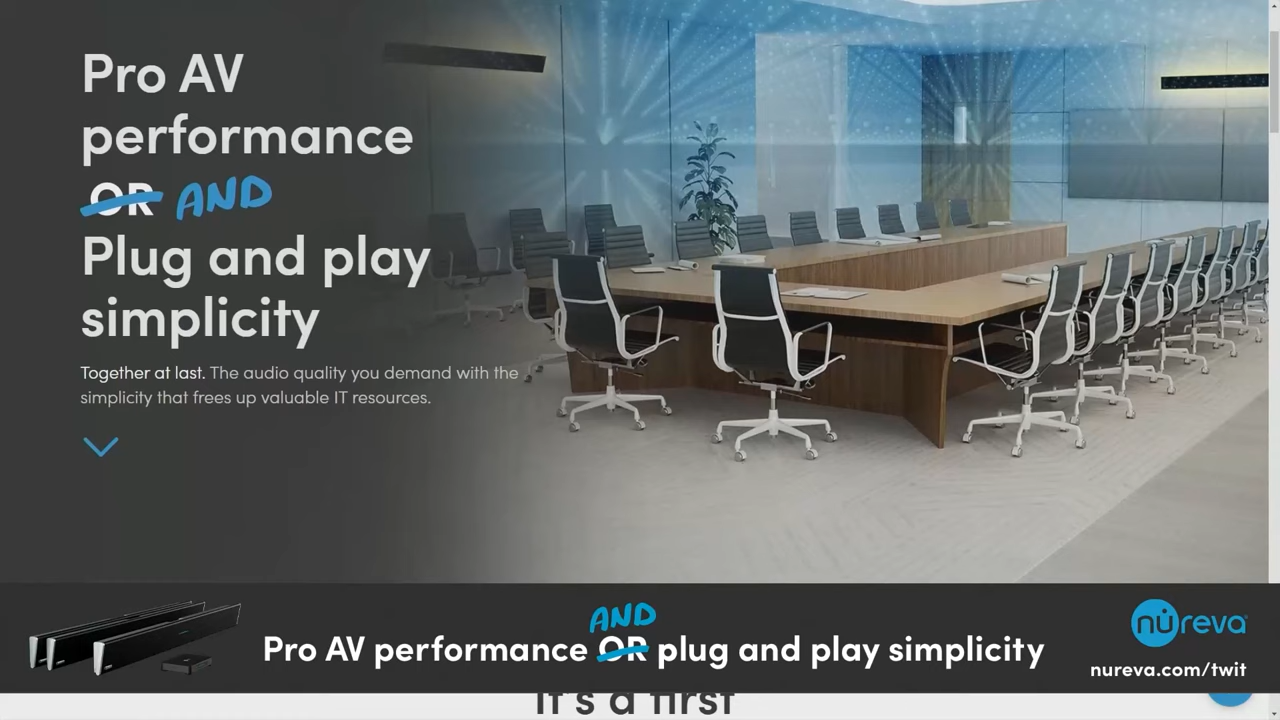 Pro AV
performance
OR AND
Plug and play
simplicity
Together at last. The audio quality you demand with the
simplicity that frees up valuable IT resources.
AND
Pro AV performance OR plug and play simplicity
nureva
nureva.com/twit
It's a first